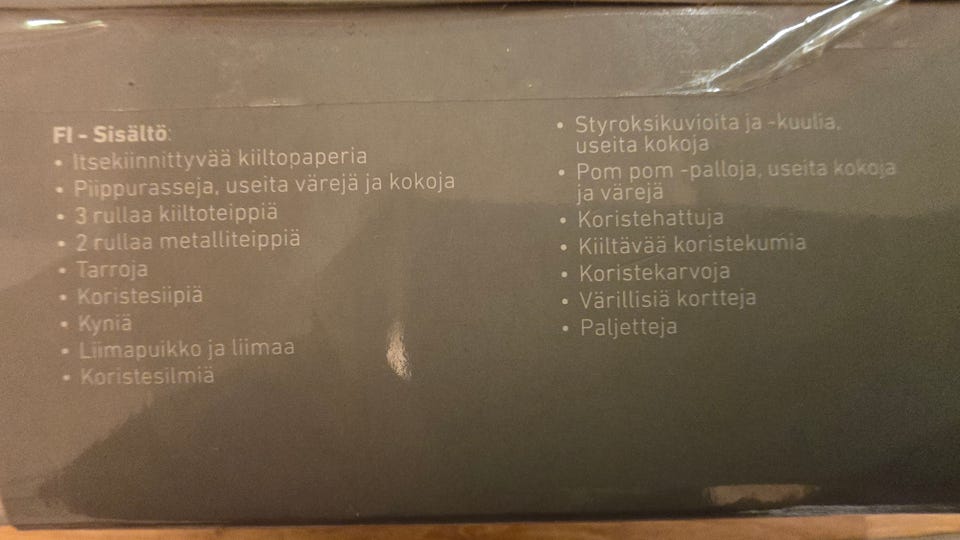 FI - Sisältö:
• Itsekiinnittyvää kiiltopaperia
• Piippurasseja, useita värejä ja kokoja
• 3 rullaa kiiltoteippiä
• 2 rullaa metalliteippiä
• Tarroja
• Koristesiipiä
• Kyniä
• Liimapuikko ja liimaa
• Koristesilmiä
• Styroksikuvioita ja -kuulia,
useita kokoja
• Pom pom -palloja, useita kokoja
ja värejä
• Koristehattuja
• Kiiltävää koristekumia
• Koristekarvoja
• Värillisiä kortteja
• Paljetteja